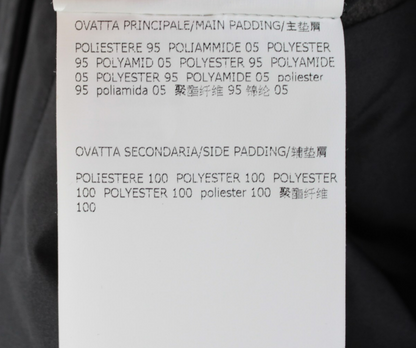 OVATTA PRINCIPALE/MAIN PADDING/主垫肩
POLIESTERE 95 POLIAMMIDE 05 POLYESTER
95 POLYAMID 05 POLYESTER 95 POLYAMIDE
05 POLYESTER 95 POLYAMIDE 05 poliester
95 poliamida 05 聚酯纤维 95 锦纶 05
OVATTA SECONDARIA/SIDE PADDING/辅垫肩
POLIESTERE 100 POLYESTER 100 POLYESTER
100 POLYESTER 100 poliester 100 聚酯纤维
100